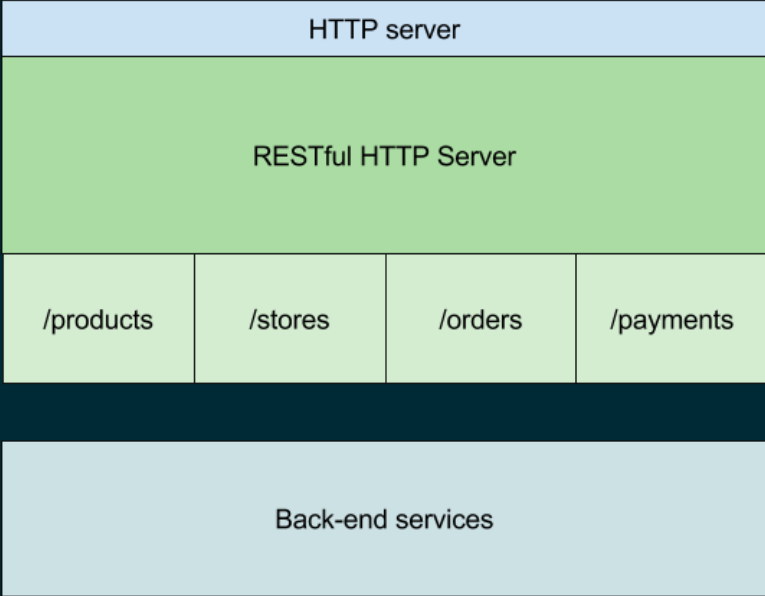 HTTP server
RESTful HTTP Server
/products
/stores
/orders
/payments
Back-end services